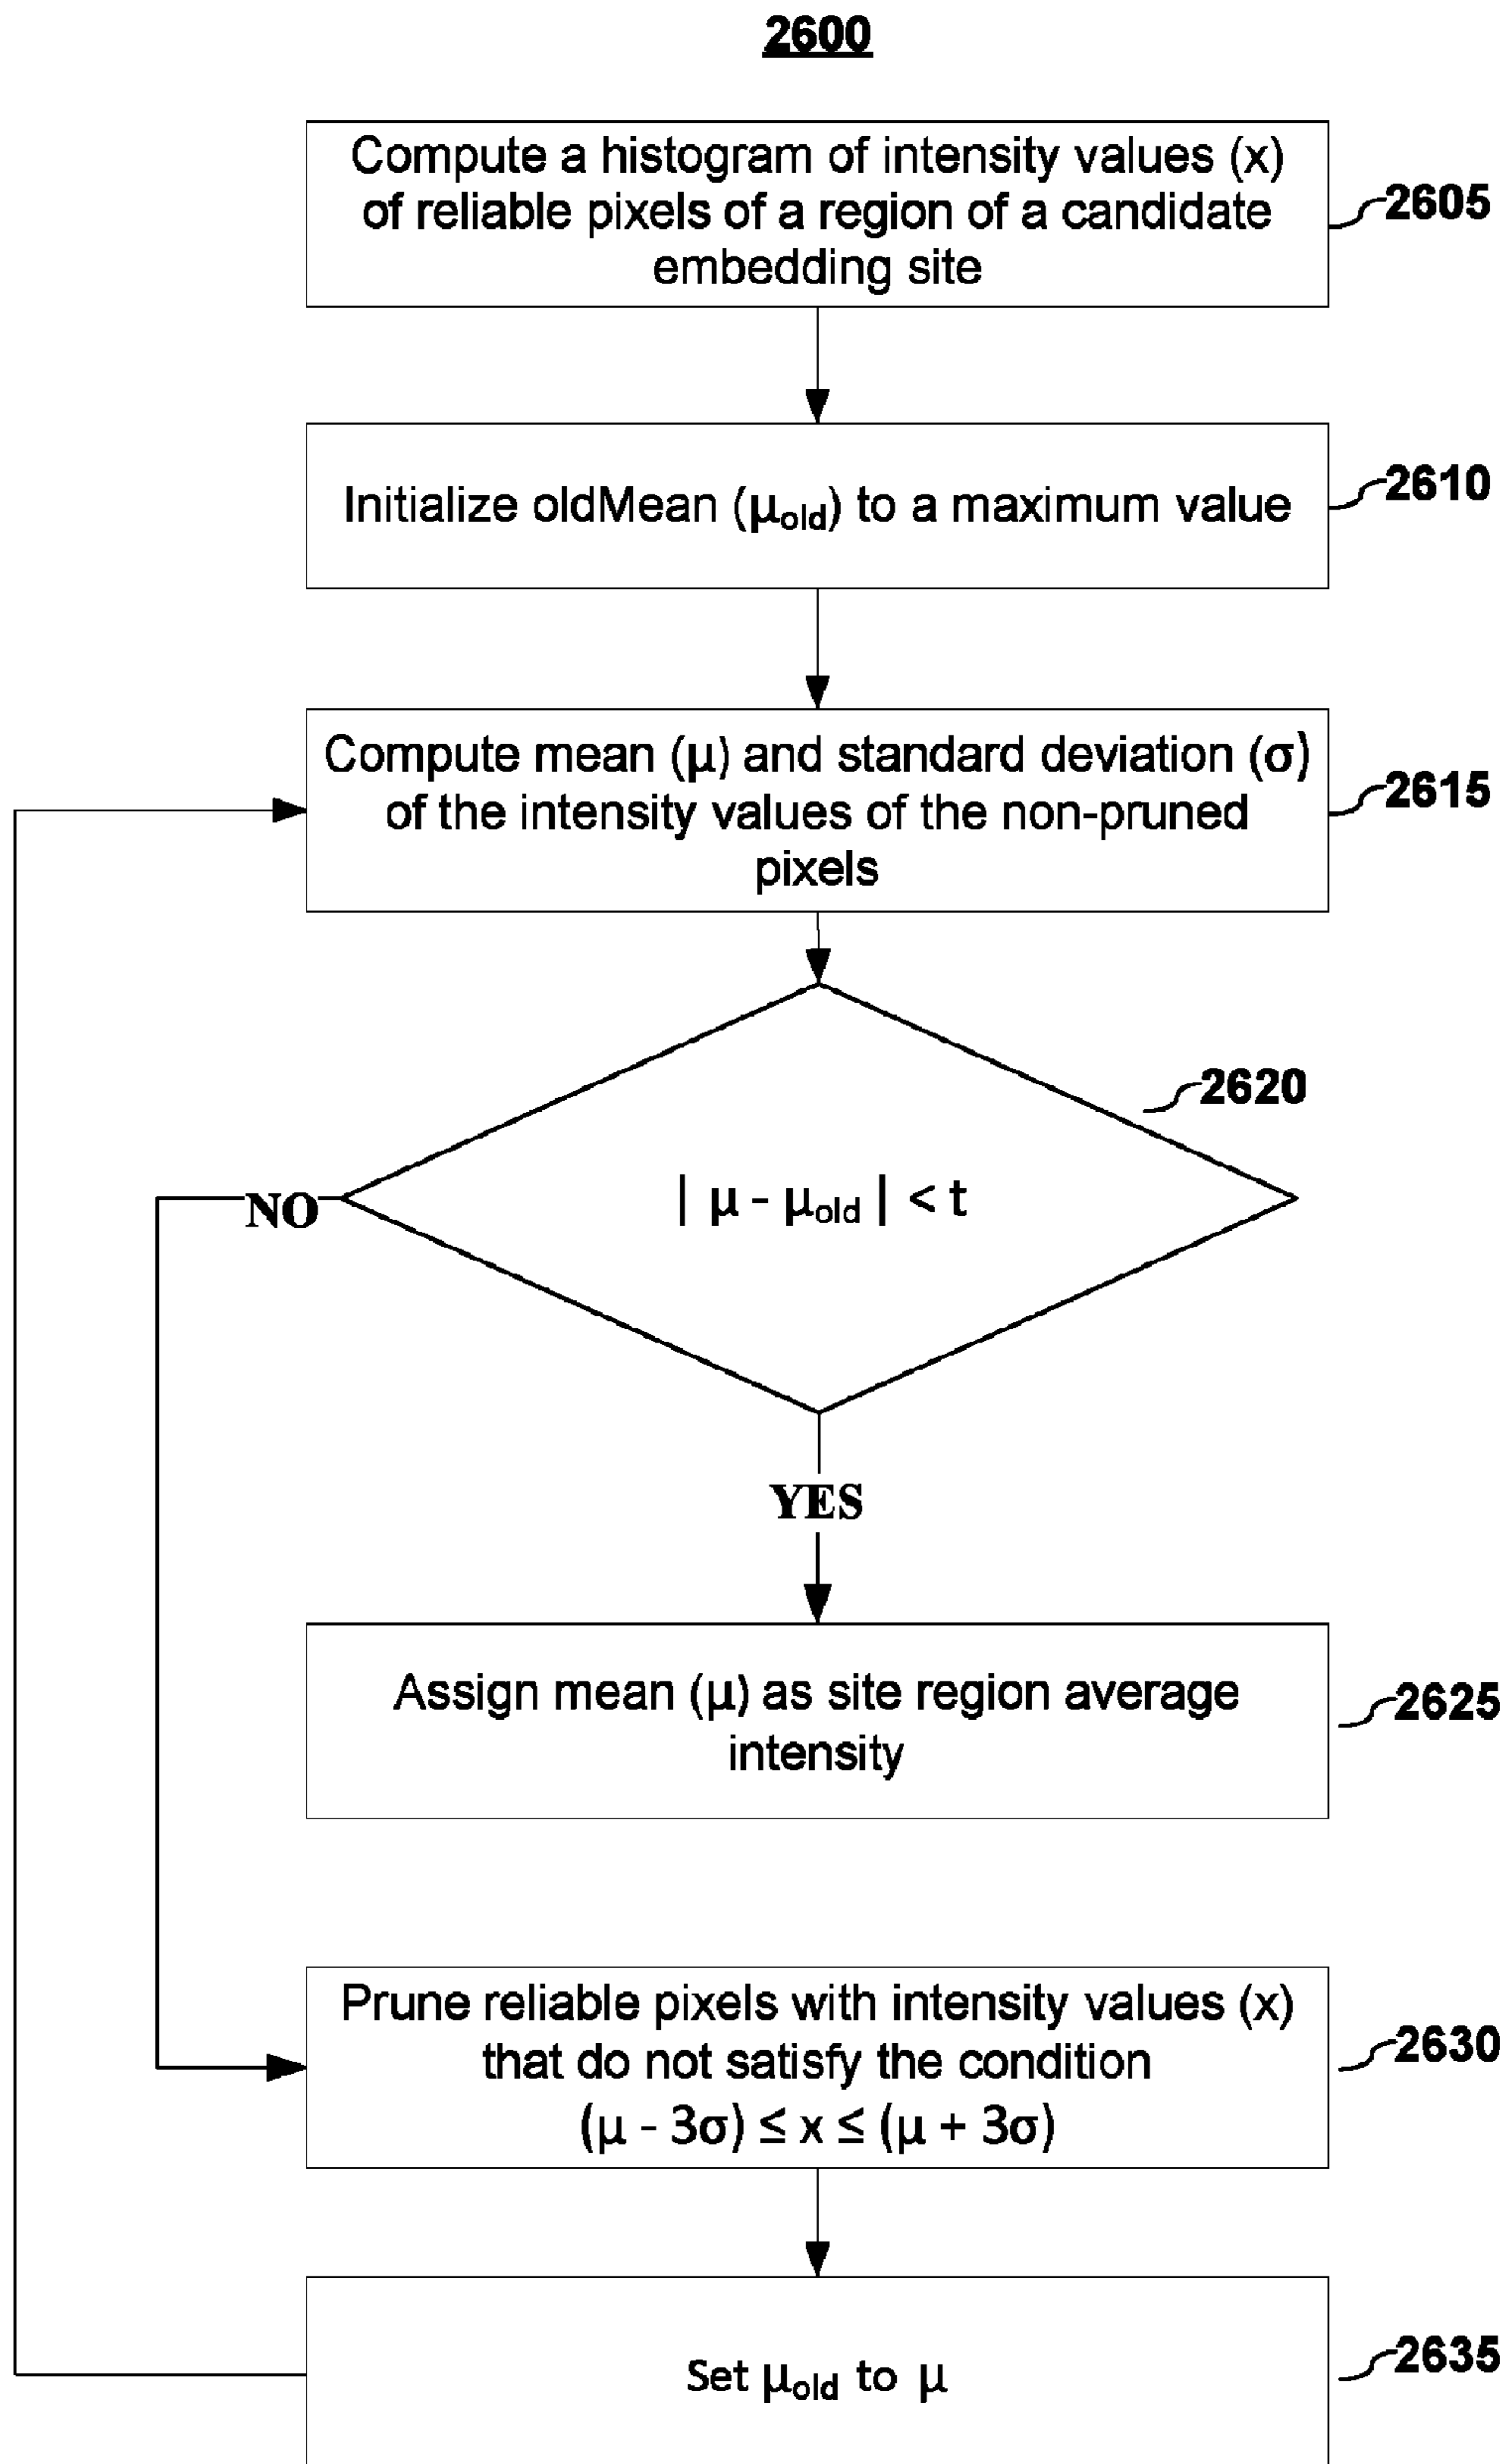 2600
Compute a histogram of intensity values (x)
of reliable pixels of a region of a candidate
embedding site
2605
Initialize oldMean (μold) to a maximum value
2610
Compute mean (μ) and standard deviation (σ)
of the intensity values of the non-pruned
pixels
2615
2620
| μ - μold | < t
NO
YES
Assign mean (μ) as site region average
intensity
2625
Prune reliable pixels with intensity values (x)
that do not satisfy the condition
(μ - 3σ) ≤ x ≤ (μ + 3σ)
2630
Set μold to μ
2635